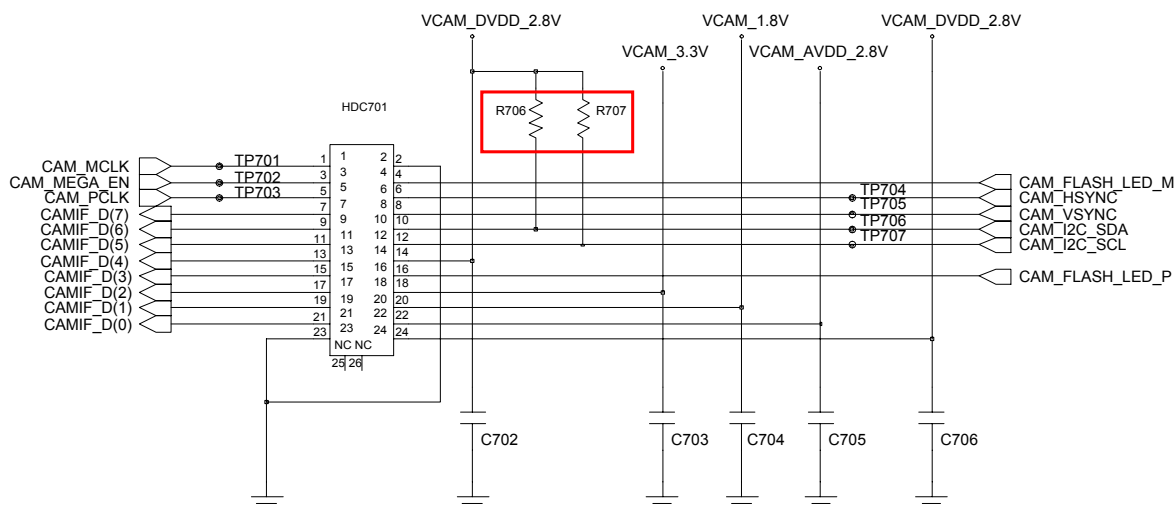 VCAM_DVDD_2.8V
VCAM_1.8V
VCAM_DVDD_2.8V
VCAM_3.3V
VCAM_AVDD_2.8V
R706
R707
HDC701
CAM_MCLK TP701 1 1 2 2
CAM_MEGA_EN TP702 3 3 4 4 CAM_FLASH_LED_M
CAM_PCLK TP703 5 5 6 6 TP704 CAM_HSYNC
CAMIF_D(7) 7 7 8 8 TP705 CAM_VSYNC
CAMIF_D(6) 9 9 10 10 TP706 CAM_I2C_SDA
CAMIF_D(5) 11 11 12 12 TP707 CAM_I2C_SCL
CAMIF_D(4) 13 13 14 14
CAMIF_D(3) 15 15 16 16 CAM_FLASH_LED_P
CAMIF_D(2) 17 17 18 18
CAMIF_D(1) 19 19 20 20
CAMIF_D(0) 21 21 22 22
23 23 24 24
NC NC
25 26
C702
C703
C704
C705
C706